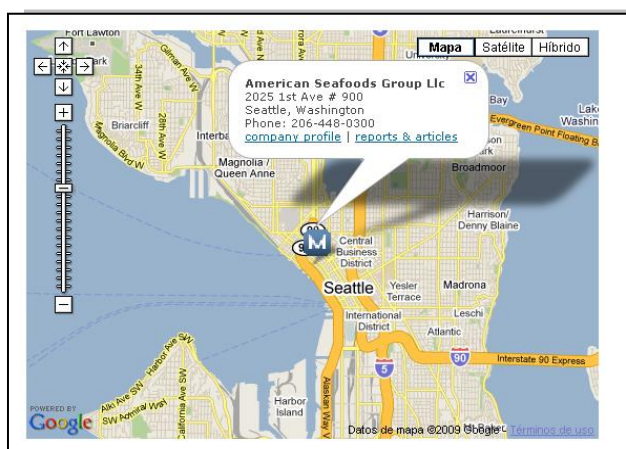 Fort Lawton
Park
34th Ave W
Gilman Ave W
28th Ave W
Magnolia Blvd W
Briarcliff
Interba
Magnolia /
Queen Anne
Mapa
Satélite
Híbrido
American Seafoods Group Llc
2025 1st Ave # 900
Seattle, Washington
Phone: 206-448-0300
company profile | reports & articles
Bay
Evergreen Point Floating
Broadmoor
Harrison/
Denny Blaine
M
Central
Business
District
Seattle
Yesler
Terrace
Madrona
Leschi
International
District
Atlantic
5
90
Interstate 90 Express
Harbor Ave SW
Alki Ave SW
SW Admiral Way
California Ave SW
Harbor
Island
Alaskan Way V
POWERED BY
Google
Datos de mapa ©2009 Google - Términos de uso